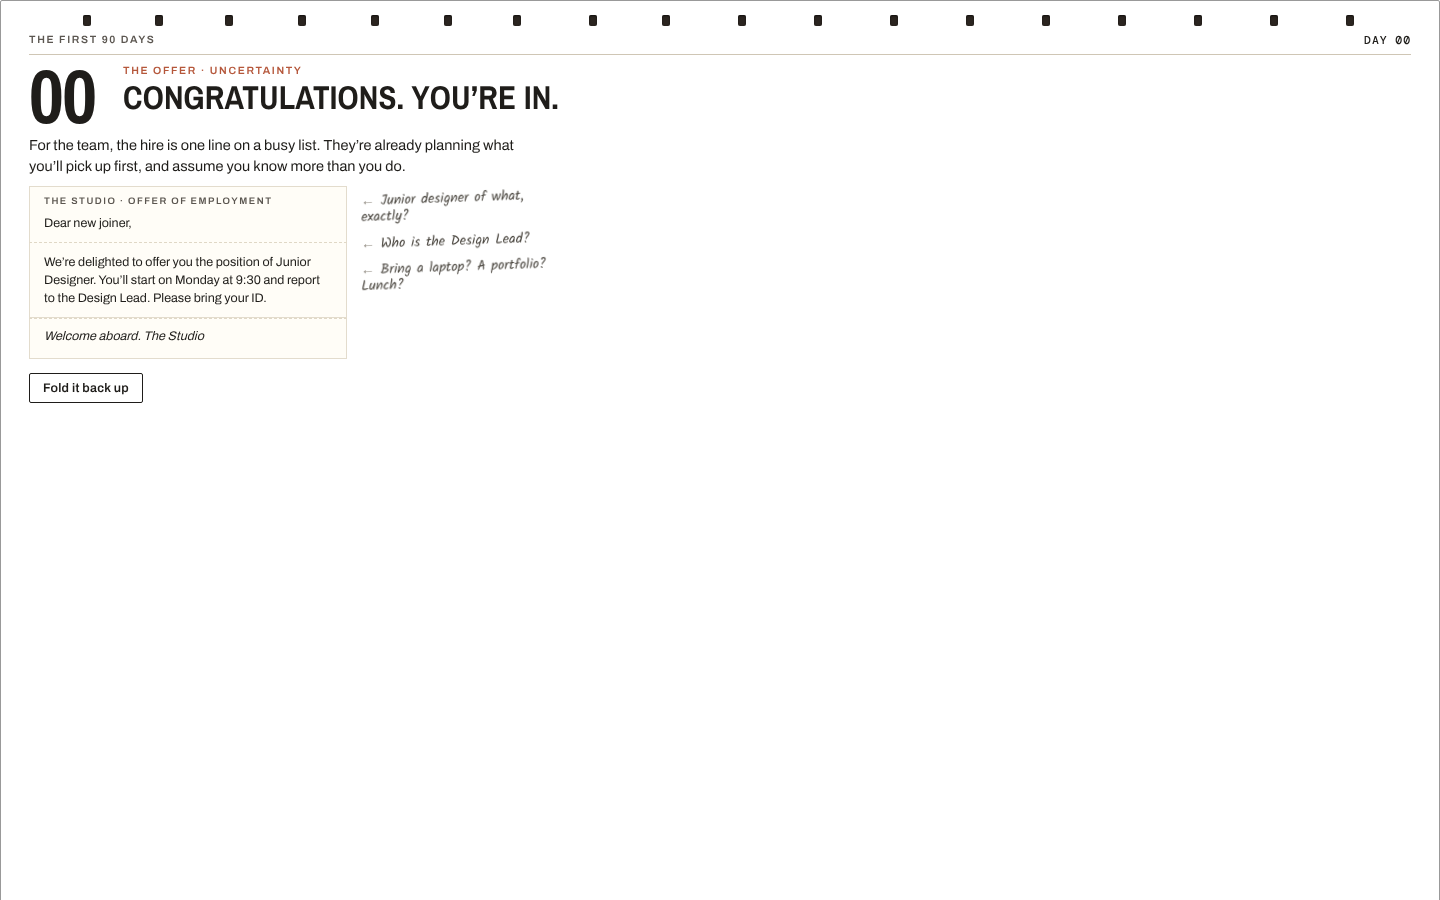 THE FIRST 90 DAYS
DAY 00
00
THE OFFER · UNCERTAINTY
CONGRATULATIONS. YOU’RE IN.
For the team, the hire is one line on a busy list. They’re already planning what
you’ll pick up first, and assume you know more than you do.
THE STUDIO · OFFER OF EMPLOYMENT
Dear new joiner,
We’re delighted to offer you the position of Junior
Designer. You’ll start on Monday at 9:30 and report
to the Design Lead. Please bring your ID.
Welcome aboard. The Studio
← Junior designer of what,
exactly?
← Who is the Design Lead?
← Bring a laptop? A portfolio?
Lunch?
Fold it back up